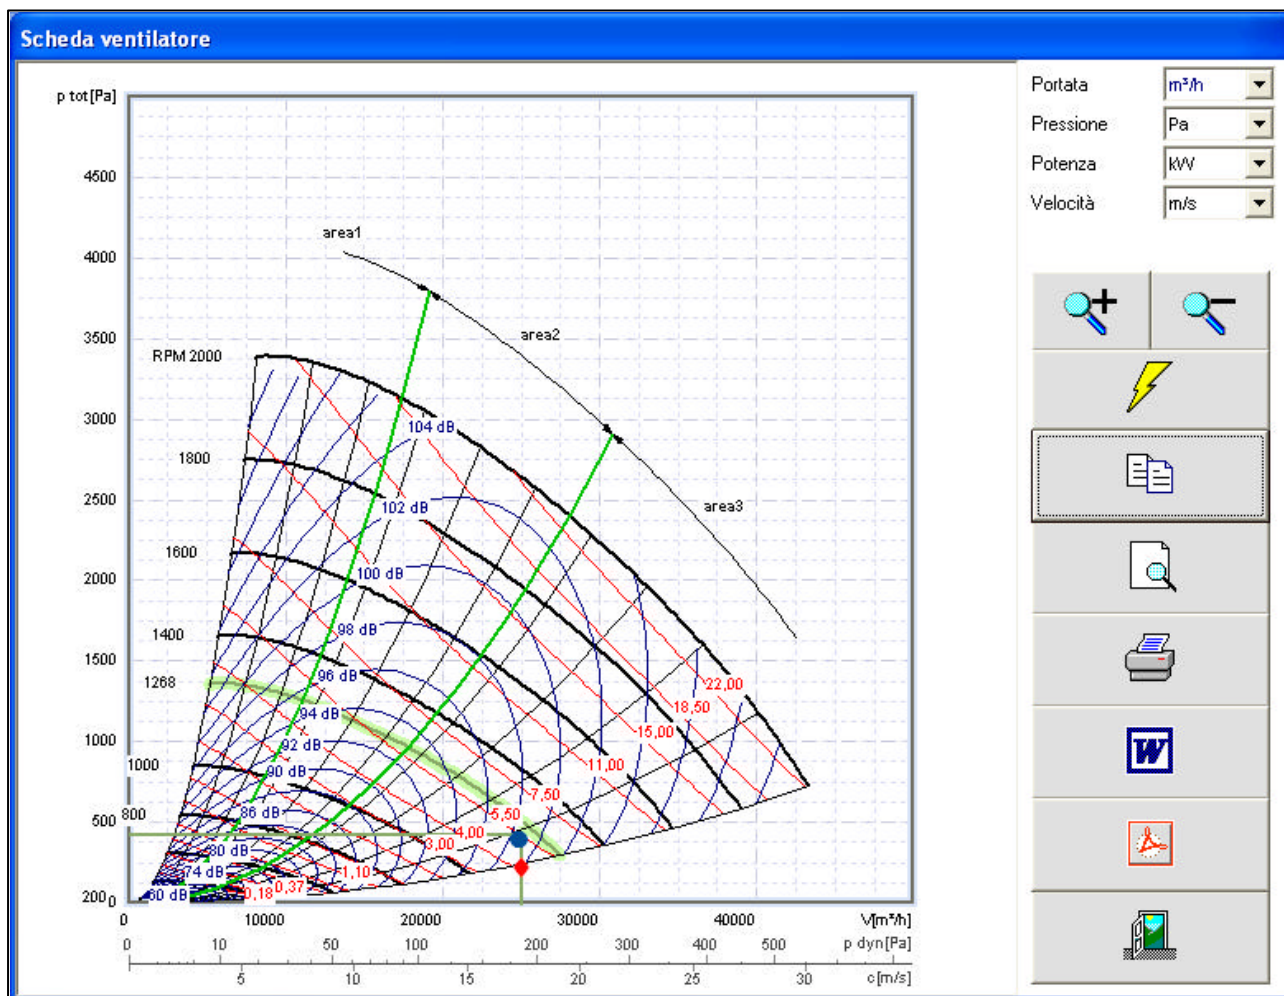 Scheda ventilatore
p tot[Pa]
4500
4000
3500
3000
2500
2000
1500
1000
500
200
0
area1
area2
area3
RPM 2000
1800
1600
1400
1268
1000
800
104 dB
102 dB
100 dB
98 dB
96 dB
94 dB
92 dB
90 dB
86 dB
80 dB
74 dB
60 dB
22,00
18,50
15,00
11,00
7,50
5,50
4,00
3,00
1,10
0,37
0,18
0 10000 20000 30000 40000 V[m³/h]
0 10 50 100 200 300 400 500 p dyn[Pa]
5 10 15 20 25 30 c[m/s]
Portata m³/h
Pressione Pa
Potenza kW
Velocità m/s
W